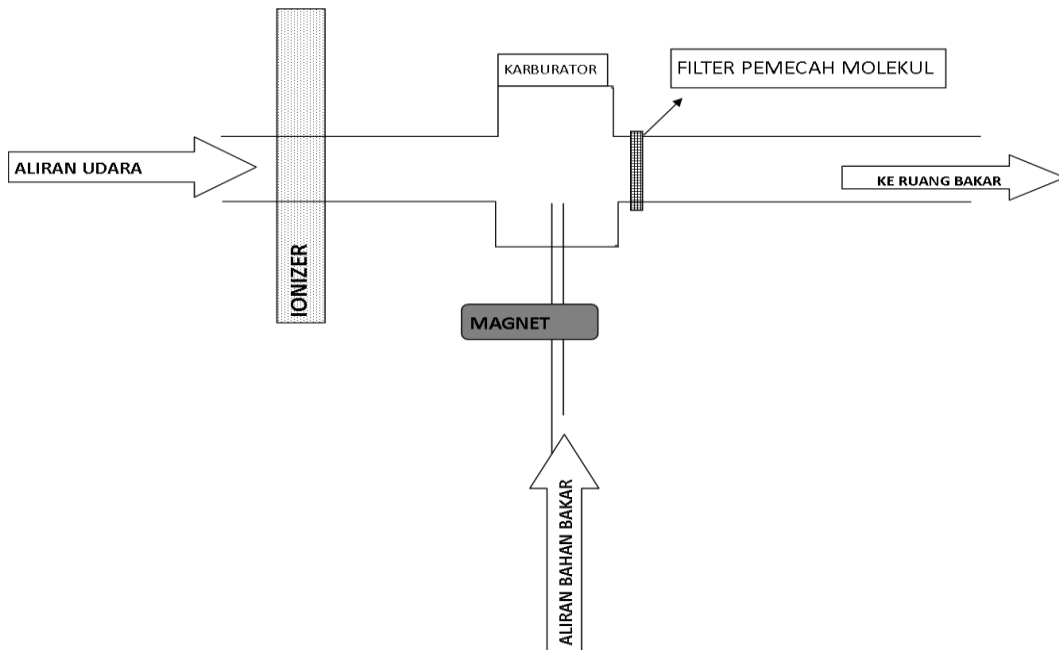 KARBURATOR
FILTER PEMECAH MOLEKUL
ALIRAN UDARA
KE RUANG BAKAR
IONIZER
MAGNET
ALIRAN BAHAN BAKAR